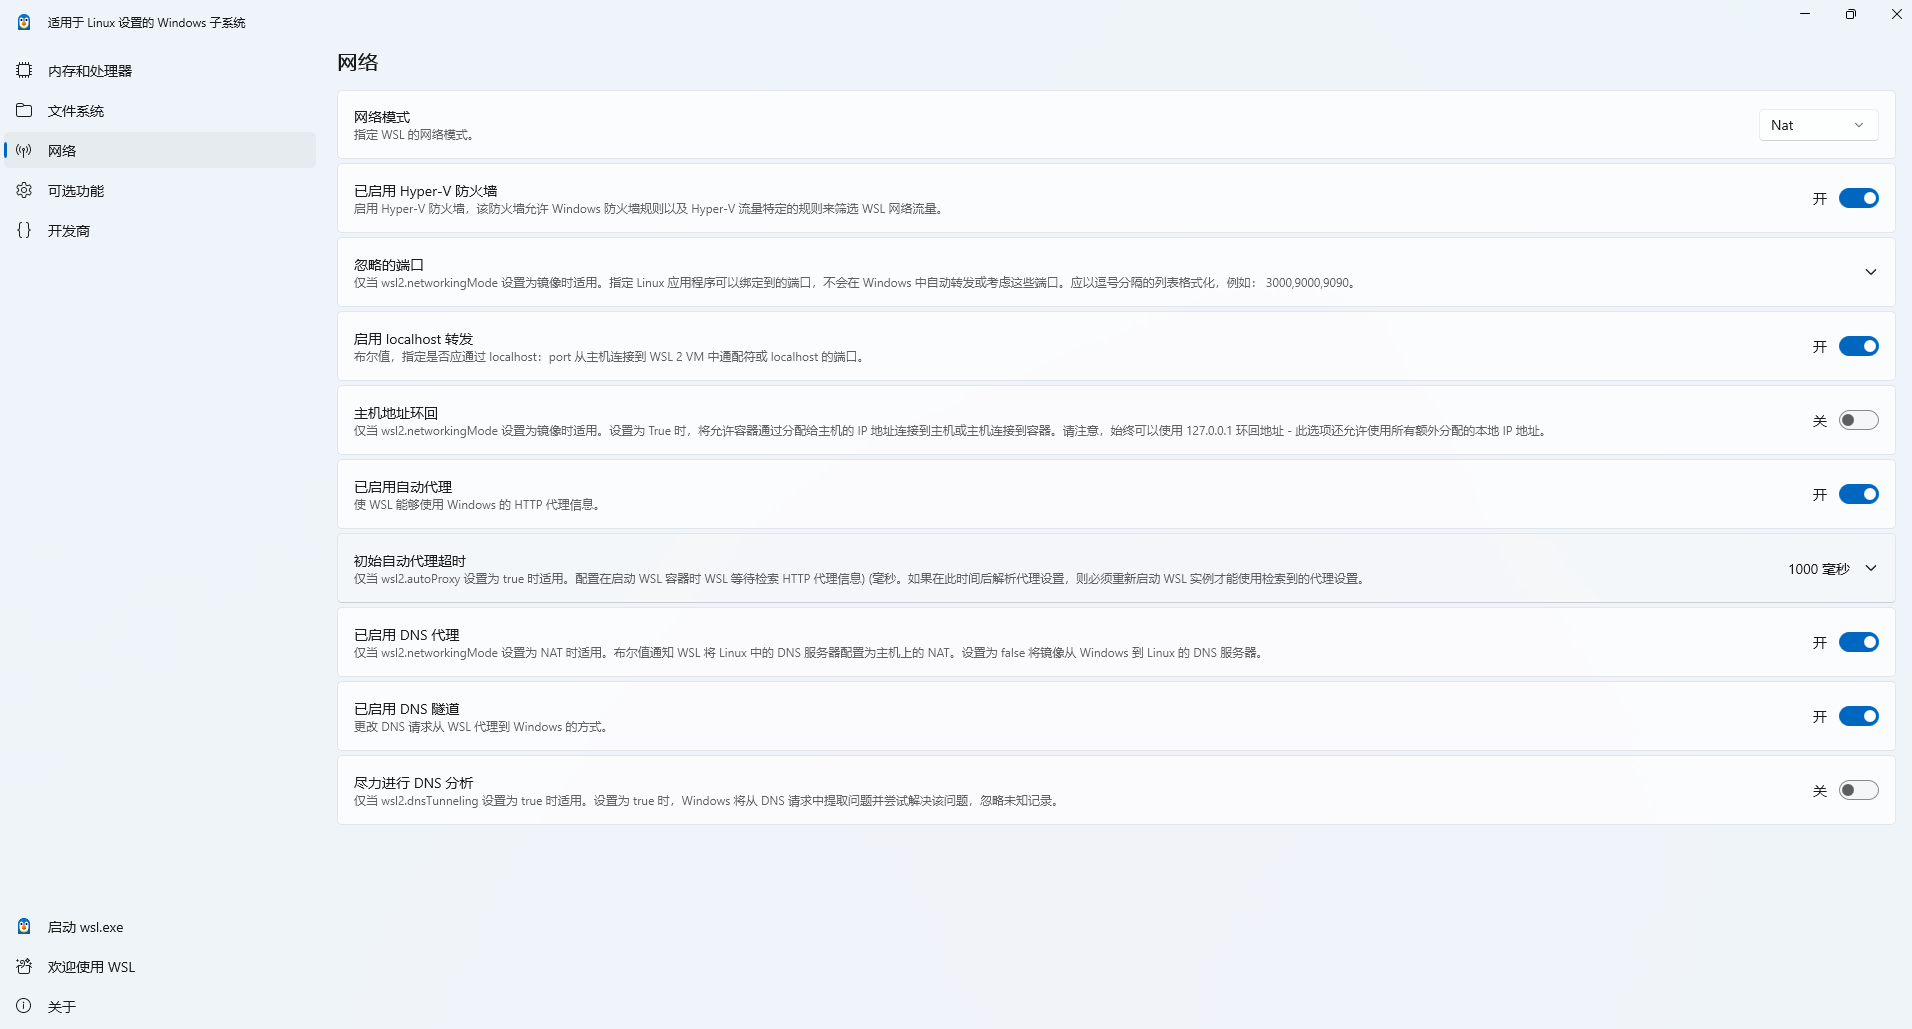 适用于 Linux 设置的 Windows 子系统
内存和处理器
文件系统
网络
可选功能
开发商
网络
网络模式
指定 WSL 的网络模式。
Nat
已启用 Hyper-V 防火墙
启用 Hyper-V 防火墙，该防火墙允许 Windows 防火墙规则以及 Hyper-V 流量特定的规则来筛选 WSL 网络流量。
开
忽略的端口
仅当 wsl2.networkingMode 设置为镜像时适用。指定 Linux 应用程序可以绑定到的端口，不会在 Windows 中自动转发或考虑这些端口。应以逗号分隔的列表格式化，例如： 3000,9000,9090。
启用 localhost 转发
布尔值，指定是否应通过 localhost：port 从主机连接到 WSL 2 VM 中通配符或 localhost 的端口。
开
主机地址环回
仅当 wsl2.networkingMode 设置为镜像时适用。设置为 True 时，将允许容器通过分配给主机的 IP 地址连接到主机或主机连接到容器。请注意，始终可以使用 127.0.0.1 环回地址 - 此选项还允许使用所有额外分配的本地 IP 地址。
关
已启用自动代理
使 WSL 能够使用 Windows 的 HTTP 代理信息。
开
初始自动代理超时
仅当 wsl2.autoProxy 设置为 true 时适用。配置在启动 WSL 容器时 WSL 等待检索 HTTP 代理信息) (毫秒。如果在此时间后解析代理设置，则必须重新启动 WSL 实例才能使用检索到的代理设置。
1000 毫秒
已启用 DNS 代理
仅当 wsl2.networkingMode 设置为 NAT 时适用。布尔值通知 WSL 将 Linux 中的 DNS 服务器配置为主机上的 NAT。设置为 false 将镜像从 Windows 到 Linux 的 DNS 服务器。
开
已启用 DNS 隧道
更改 DNS 请求从 WSL 代理到 Windows 的方式。
开
尽力进行 DNS 分析
仅当 wsl2.dnsTunneling 设置为 true 时适用。设置为 true 时，Windows 将从 DNS 请求中提取问题并尝试解决该问题，忽略未知记录。
关
启动 wsl.exe
欢迎使用 WSL
关于